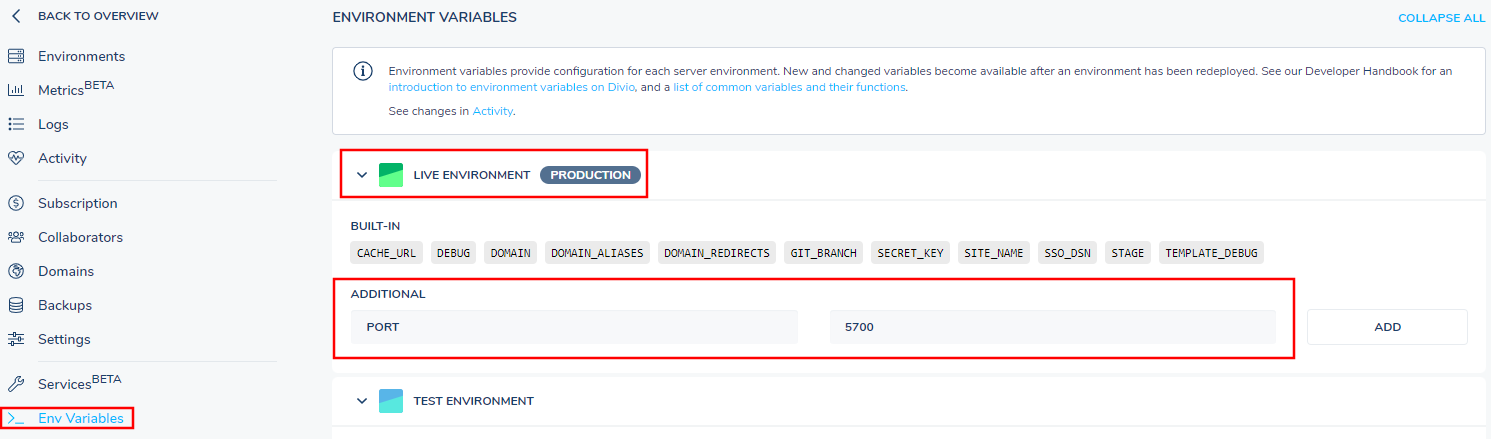 BACK TO OVERVIEW
Environments
MetricsBETA
Logs
Activity
Subscription
Collaborators
Domains
Backups
Settings
ServicesBETA
Env Variables
ENVIRONMENT VARIABLES
COLLAPSE ALL
Environment variables provide configuration for each server environment. New and changed variables become available after an environment has been redeployed. See our Developer Handbook for an
introduction to environment variables on Divio, and a list of common variables and their functions.
See changes in Activity.
LIVE ENVIRONMENT PRODUCTION
BUILT-IN
CACHE_URL DEBUG DOMAIN DOMAIN_ALIASES DOMAIN_REDIRECTS GIT_BRANCH SECRET_KEY SITE_NAME SSO_DSN STAGE TEMPLATE_DEBUG
ADDITIONAL
PORT 5700 ADD
TEST ENVIRONMENT